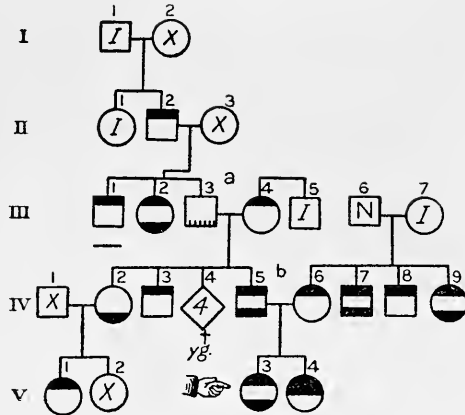 1 2
I I X
1 2 3
II I X
a
1 2 3 4 5 6 7
III I N I
b
1 2 3 4 5 6 7 8 9
IV X 4
yg.
1 2 3 4
V X